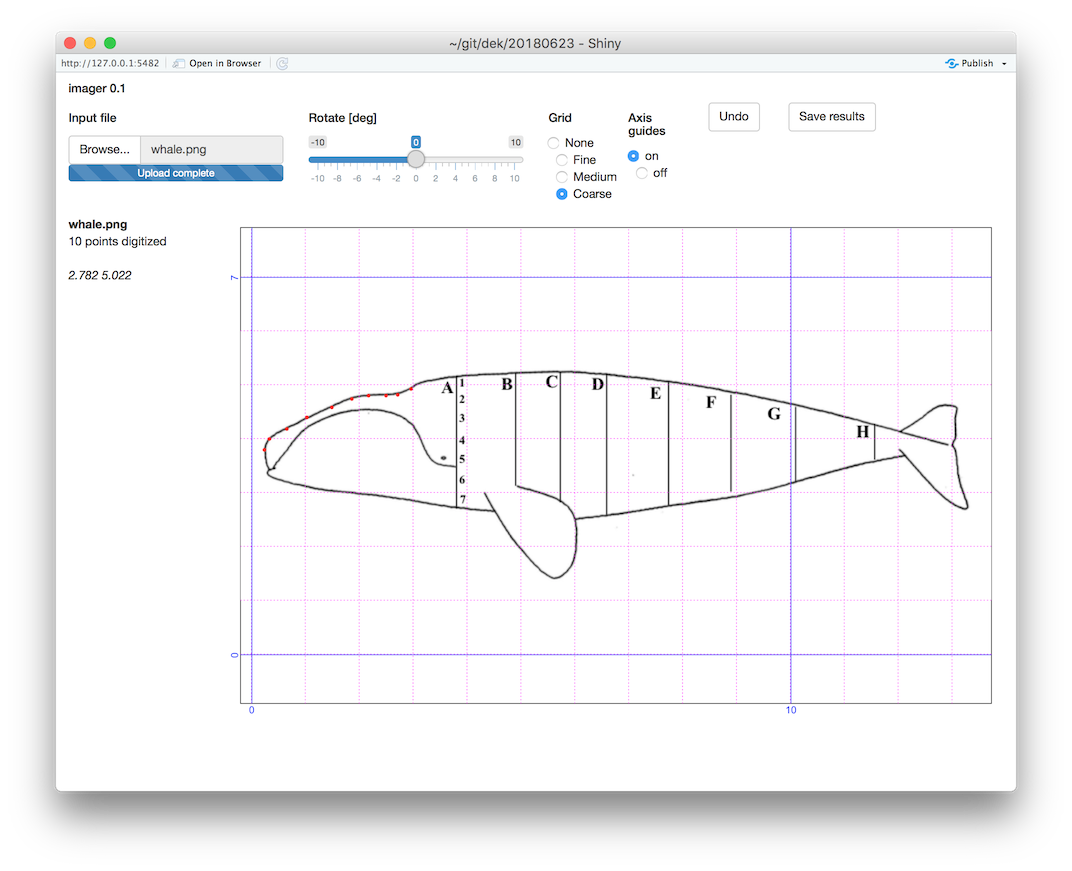 ~/git/dek/20180623 - Shiny
http://127.0.0.1:5482 Open in Browser Publish
imager 0.1
Input file
Browse... whale.png
Upload complete
Rotate [deg]
-10 0 10
-10 -8 -6 -4 -2 0 2 4 6 8 10
Grid
None
Fine
Medium
Coarse
Axis
guides
on
off
Undo
Save results
whale.png
10 points digitized
2.782 5.022
7
0
0 10
A B C D E F G H
1
2
3
4
5
6
7